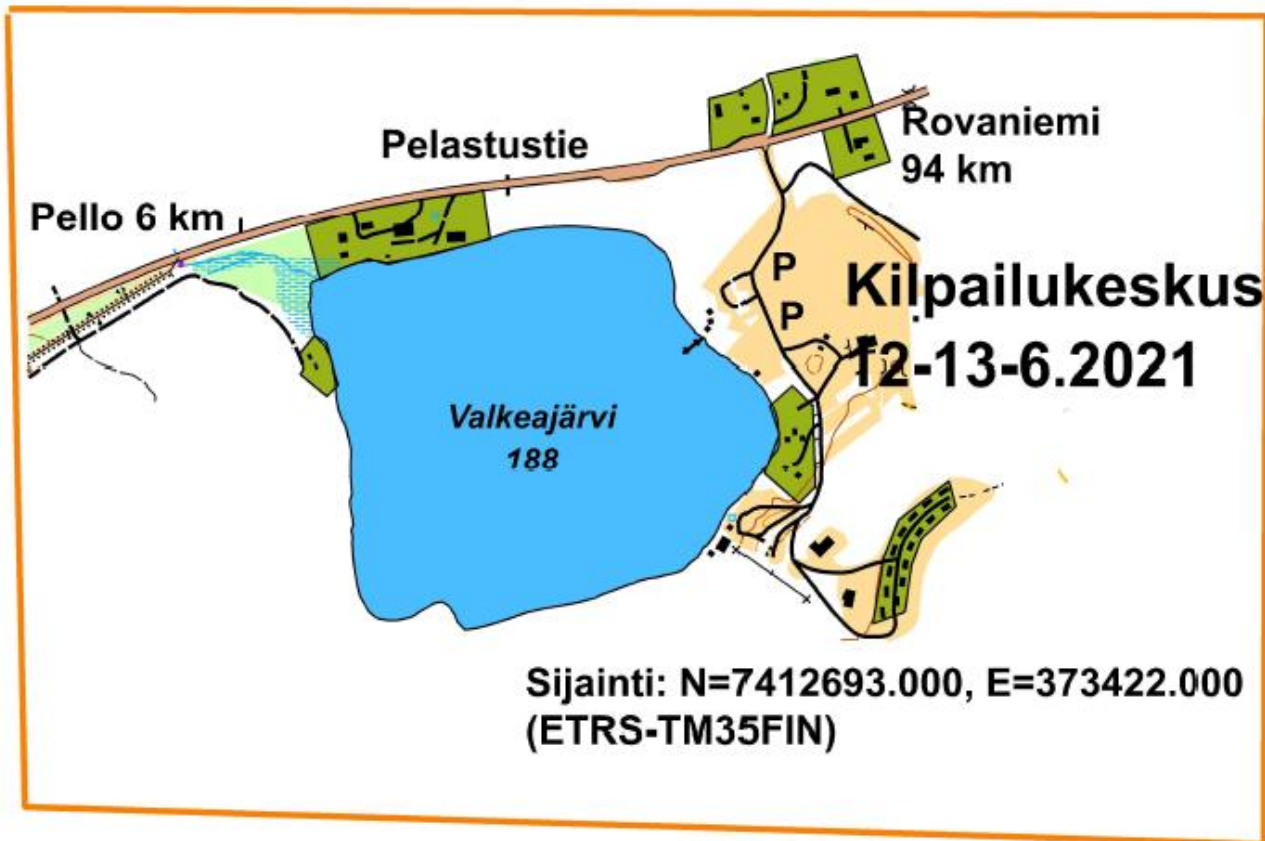 Pelastustie
Rovaniemi
94 km
Pello 6 km
P
Kilpailukeskus
P
12-13-6.2021
Valkeajärvi
188
Sijainti: N=7412693.000, E=373422.000
(ETRS-TM35FIN)